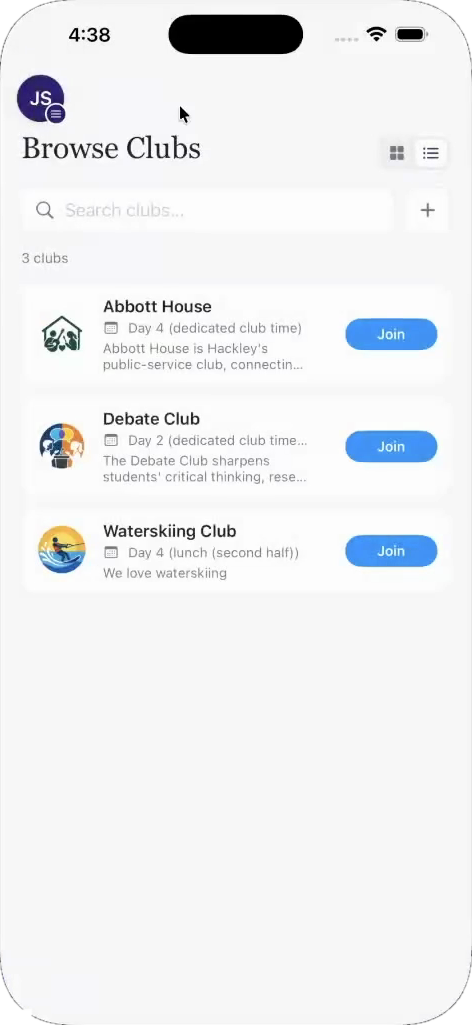 4:38
JS
Browse Clubs
Search clubs...
3 clubs
Abbott House
Day 4 (dedicated club time)
Abbott House is Hackley's
public-service club, connectin...
Join
Debate Club
Day 2 (dedicated club time...
The Debate Club sharpens
students' critical thinking, rese...
Join
Waterskiing Club
Day 4 (lunch (second half))
We love waterskiing
Join